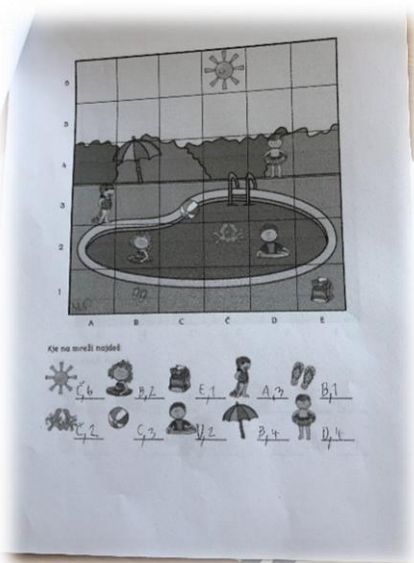 6
5
4
3
2
1
A B C Č D E
Kje na mreži najdeš
Č,6 B,2 E,1 A,3 B,1
Č,2 C,3 D,2 B,4 D,4